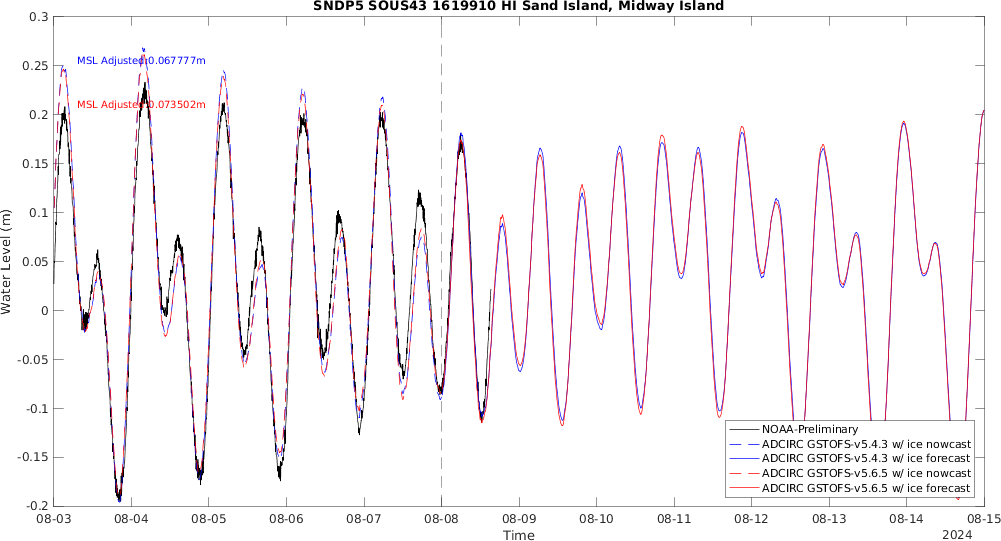 SNDP5 SOUS43 1619910 HI Sand Island, Midway Island
0.3
0.25
0.2
0.15
0.1
0.05
0
-0.05
-0.1
-0.15
-0.2
Water Level (m)
MSL Adjusted 0.067777m
MSL Adjusted 0.073502m
NOAA-Preliminary
ADCIRC GSTOFS-v5.4.3 w/ ice nowcast
ADCIRC GSTOFS-v5.4.3 w/ ice forecast
ADCIRC GSTOFS-v5.6.5 w/ ice nowcast
ADCIRC GSTOFS-v5.6.5 w/ ice forecast
08-03 08-04 08-05 08-06 08-07 08-08 08-09 08-10 08-11 08-12 08-13 08-14 08-15
Time
2024